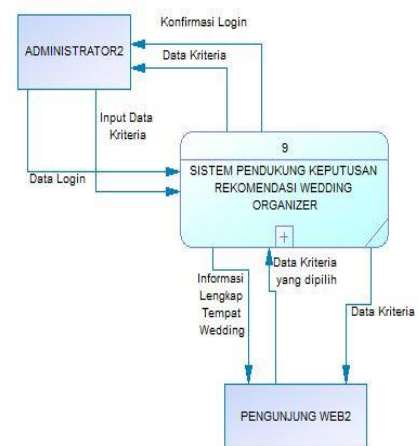 Konfirmasi Login
ADMINISTRATOR2
Data Kriteria
Input Data
Kriteria
Data Login
9
SISTEM PENDUKUNG KEPUTUSAN
REKOMENDASI WEDDING
ORGANIZER
Informasi
Lengkap
Tempat
Wedding
Data Kriteria
yang dipilih
Data Kriteria
PENGUNJUNG WEB2